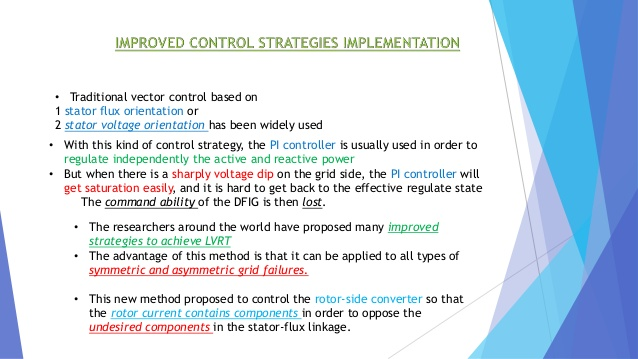 IMPROVED CONTROL STRATEGIES IMPLEMENTATION
• Traditional vector control based on
1 stator flux orientation or
2 stator voltage orientation has been widely used
• With this kind of control strategy, the PI controller is usually used in order to
regulate independently the active and reactive power
• But when there is a sharply voltage dip on the grid side, the PI controller will
get saturation easily, and it is hard to get back to the effective regulate state
The command ability of the DFIG is then lost.
• The researchers around the world have proposed many improved
strategies to achieve LVRT
• The advantage of this method is that it can be applied to all types of
symmetric and asymmetric grid failures.
• This new method proposed to control the rotor-side converter so that
the rotor current contains components in order to oppose the
undesired components in the stator-flux linkage.